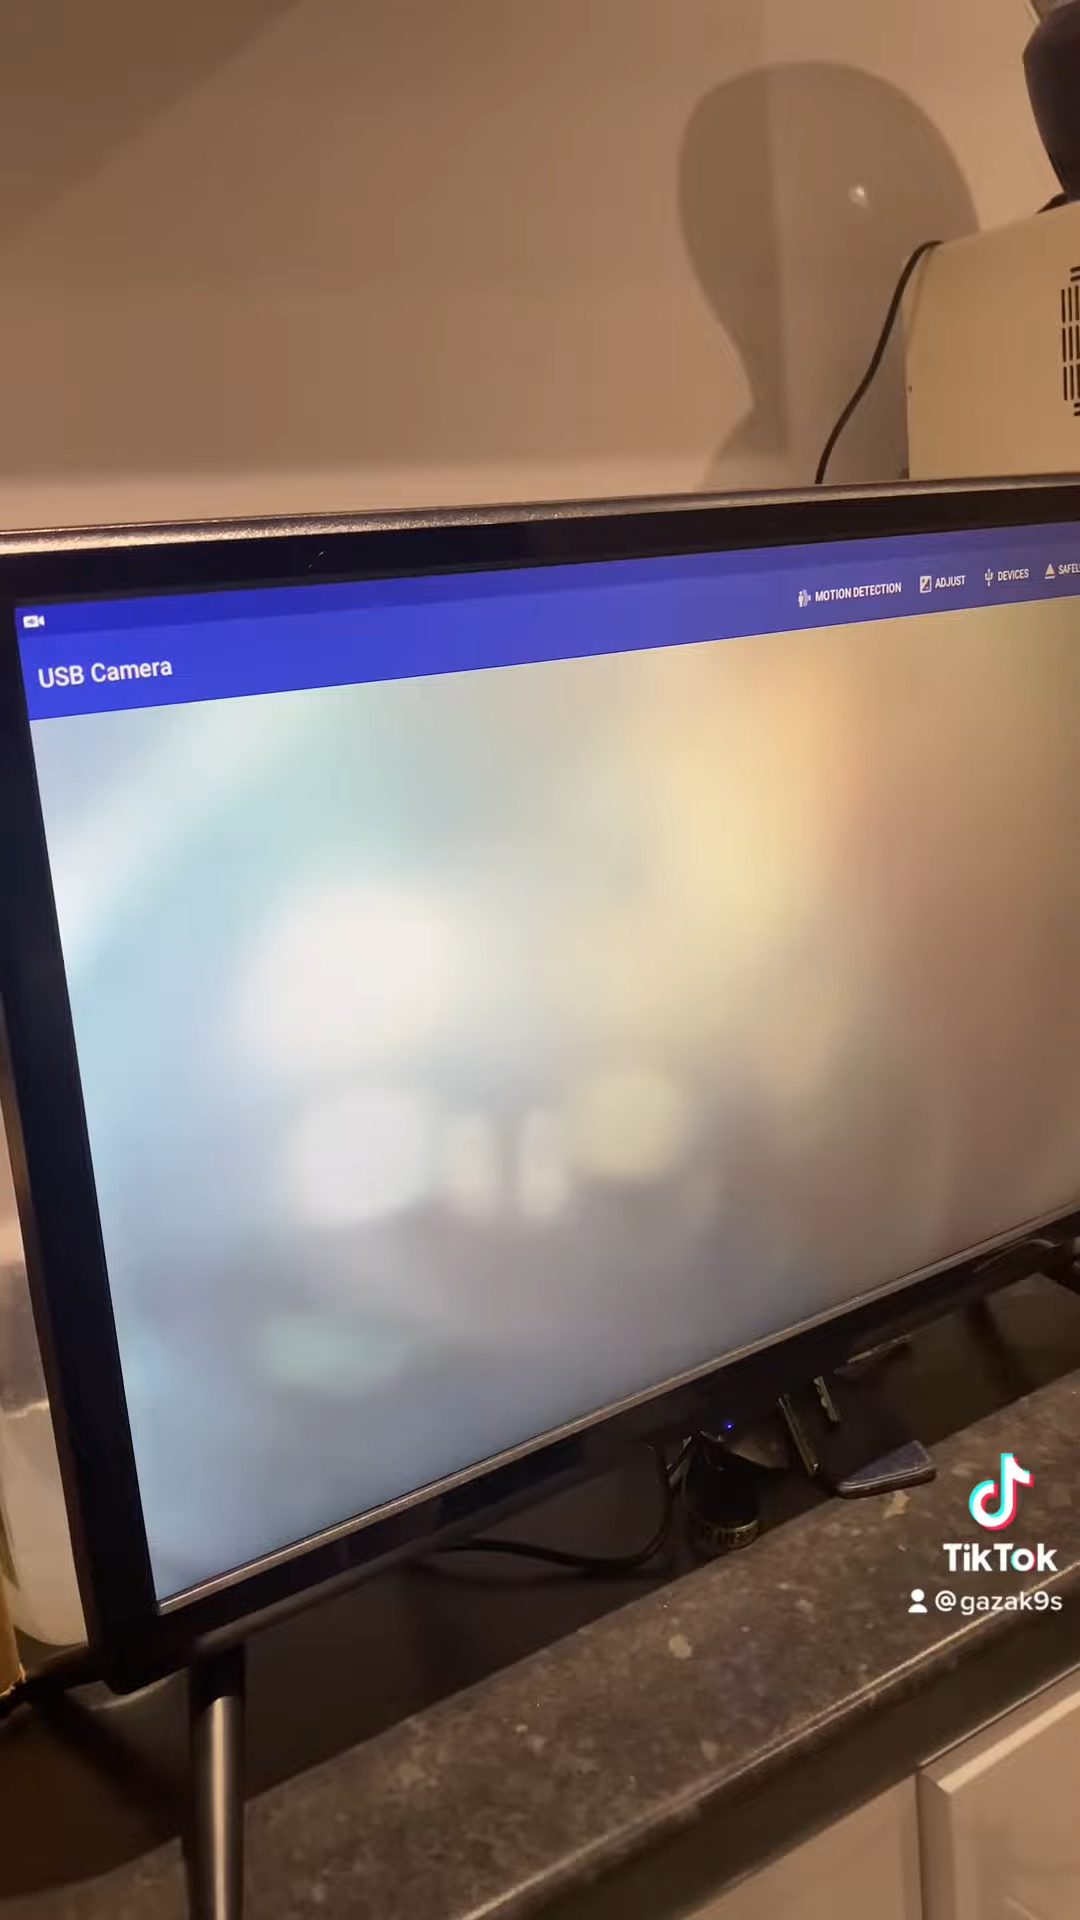 MOTION DETECTION
ADJUST
DEVICES
USB Camera
TikTok
@gazak9s